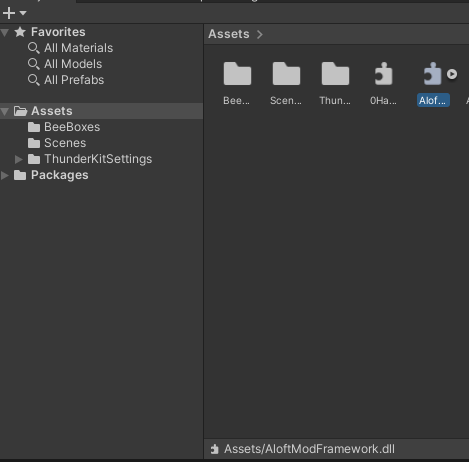 Favorites
All Materials
All Models
All Prefabs
Assets
BeeBoxes
Scenes
ThunderKitSettings
Packages
Assets
Bee... Scen... Thun... 0Ha... Alof...
Assets/AloftModFramework.dll